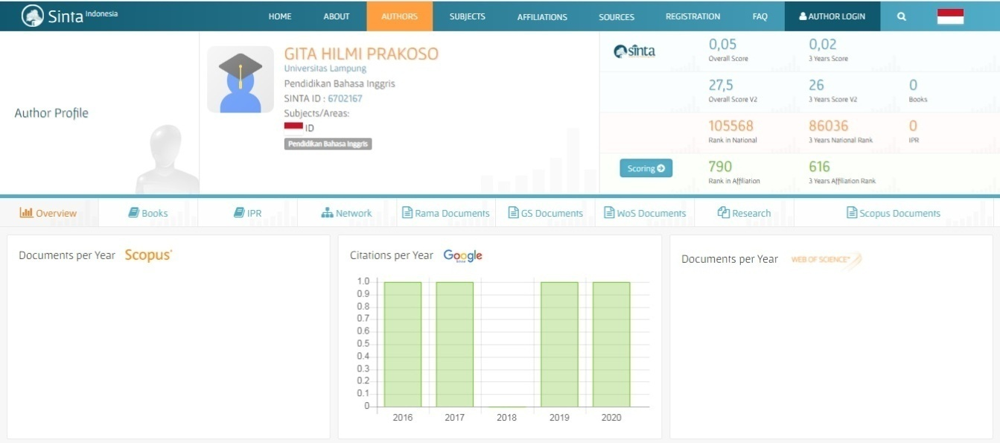 Sinta Indonesia
HOME ABOUT AUTHORS SUBJECTS AFFILIATIONS SOURCES REGISTRATION FAQ AUTHOR LOGIN
Author Profile
GITA HILMI PRAKOSO
Universitas Lampung
Pendidikan Bahasa Inggris
SINTA ID : 6702167
Subjects/Areas:
ID
Pendidikan Bahasa Inggris
sinta
0,05 0,02
Overall Score 3 Years Score
27,5 26 0
Overall Score V2 3 Years Score V2 Books
105568 86036 0
Rank in National 3 Years National Rank IPR
Scoring
790 616
Rank in Affiliation 3 Years Affiliation Rank
Overview Books IPR Network Rama Documents GS Documents WoS Documents Research Scopus Documents
Documents per Year Scopus
Citations per Year Google
1.0
0.9
0.8
0.7
0.6
0.5
0.4
0.3
0.2
0.1
0
2016 2017 2018 2019 2020
Documents per Year WEB OF SCIENCE™